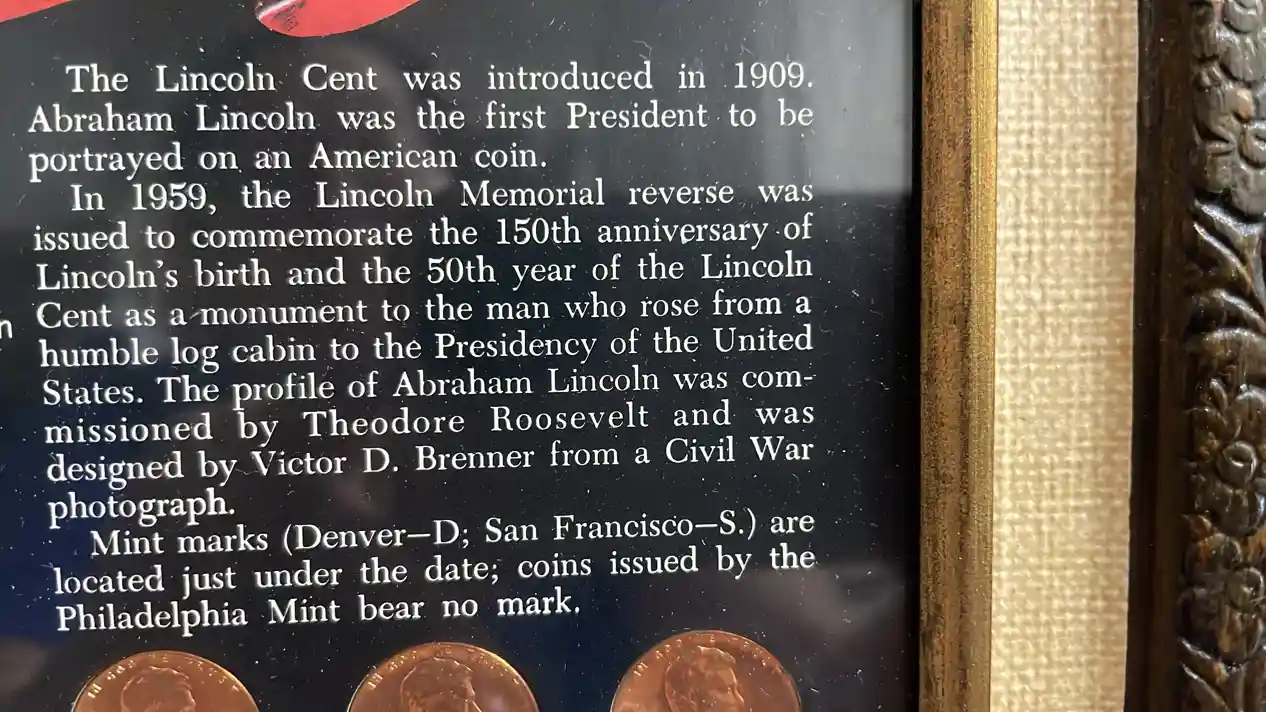 The Lincoln Cent was introduced in 1909.
Abraham Lincoln was the first President to be
portrayed on an American coin.
In 1959, the Lincoln Memorial reverse was
issued to commemorate the 150th anniversary of
Lincoln's birth and the 50th year of the Lincoln
Cent as a monument to the man who rose from a
humble log cabin to the Presidency of the United
States. The profile of Abraham Lincoln was com-
missioned by Theodore Roosevelt and was
designed by Victor D. Brenner from a Civil War
photograph.
Mint marks (Denver—D; San Francisco—S.) are
located just under the date; coins issued by the
Philadelphia Mint bear no mark.